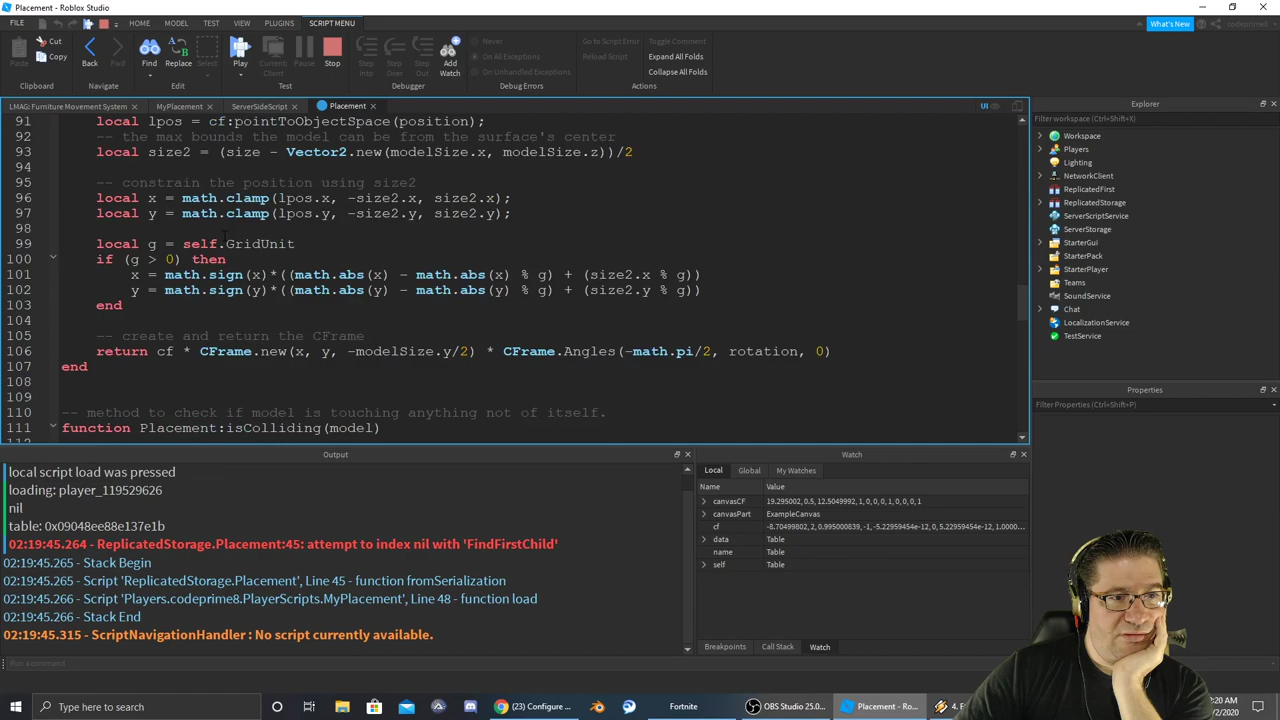 Placement - Roblox Studio
FILE
HOME
MODEL
TEST
VIEW
PLUGINS
SCRIPT MENU
What's New
codeprime8
Paste
Cut
Copy
Back
Fwd
Find
Replace
Select
Play
Current:
Client
Pause
Stop
Step
Into
Step
Over
Step
Out
Add
Watch
Never
On All Exceptions
On Unhandled Exceptions
Go to Script Error
Reload Script
Toggle Comment
Expand All Folds
Collapse All Folds
Clipboard
Navigate
Edit
Test
Debugger
Debug Errors
Actions
LMAG: Furniture Movement System
MyPlacement
ServerSideScript
Placement
UI
91 local lpos = cf:pointToObjectSpace(position);
92 -- the max bounds the model can be from the surface's center
93 local size2 = (size - Vector2.new(modelSize.x, modelSize.z))/2
94
95 -- constrain the position using size2
96 local x = math.clamp(lpos.x, -size2.x, size2.x);
97 local y = math.clamp(lpos.y, -size2.y, size2.y);
98
99 local g = self.GridUnit
100 if (g > 0) then
101 x = math.sign(x)*((math.abs(x) - math.abs(x) % g) + (size2.x % g))
102 y = math.sign(y)*((math.abs(y) - math.abs(y) % g) + (size2.y % g))
103 end
104
105 -- create and return the CFrame
106 return cf * CFrame.new(x, y, -modelSize.y/2) * CFrame.Angles(-math.pi/2, rotation, 0)
107 end
108
109
110 -- method to check if model is touching anything not of itself.
111 function Placement:isColliding(model)
112
Explorer
Filter workspace (Ctrl+Shift+X)
Workspace
Players
Lighting
NetworkClient
ReplicatedFirst
ReplicatedStorage
ServerScriptService
ServerStorage
StarterGui
StarterPack
StarterPlayer
Teams
SoundService
Chat
LocalizationService
TestService
Properties
Filter Properties (Ctrl+Shift+P)
Output
local script load was pressed
loading: player_119529626
nil
table: 0x09048ee88e137e1b
02:19:45.264 - ReplicatedStorage.Placement:45: attempt to index nil with 'FindFirstChild'
02:19:45.265 - Stack Begin
02:19:45.265 - Script 'ReplicatedStorage.Placement', Line 45 - function fromSerialization
02:19:45.266 - Script 'Players.codeprime8.PlayerScripts.MyPlacement', Line 48 - function load
02:19:45.266 - Stack End
02:19:45.315 - ScriptNavigationHandler : No script currently available.
Run a command
Watch
Local
Global
My Watches
Name
Value
canvasCF 19.295002, 0.5, 12.5049992, 1, 0, 0, 0, 1, 0, 0, 0, 1
canvasPart ExampleCanvas
cf -8.70499802, 2, 0.995000839, -1, -5.22959454e-12, 0, 5.22959454e-12, 1.0000...
data Table
name Table
self Table
Breakpoints
Call Stack
Watch
Type here to search
(23) Configure ...
Fortnite
OBS Studio 25.0...
Placement - Ro...